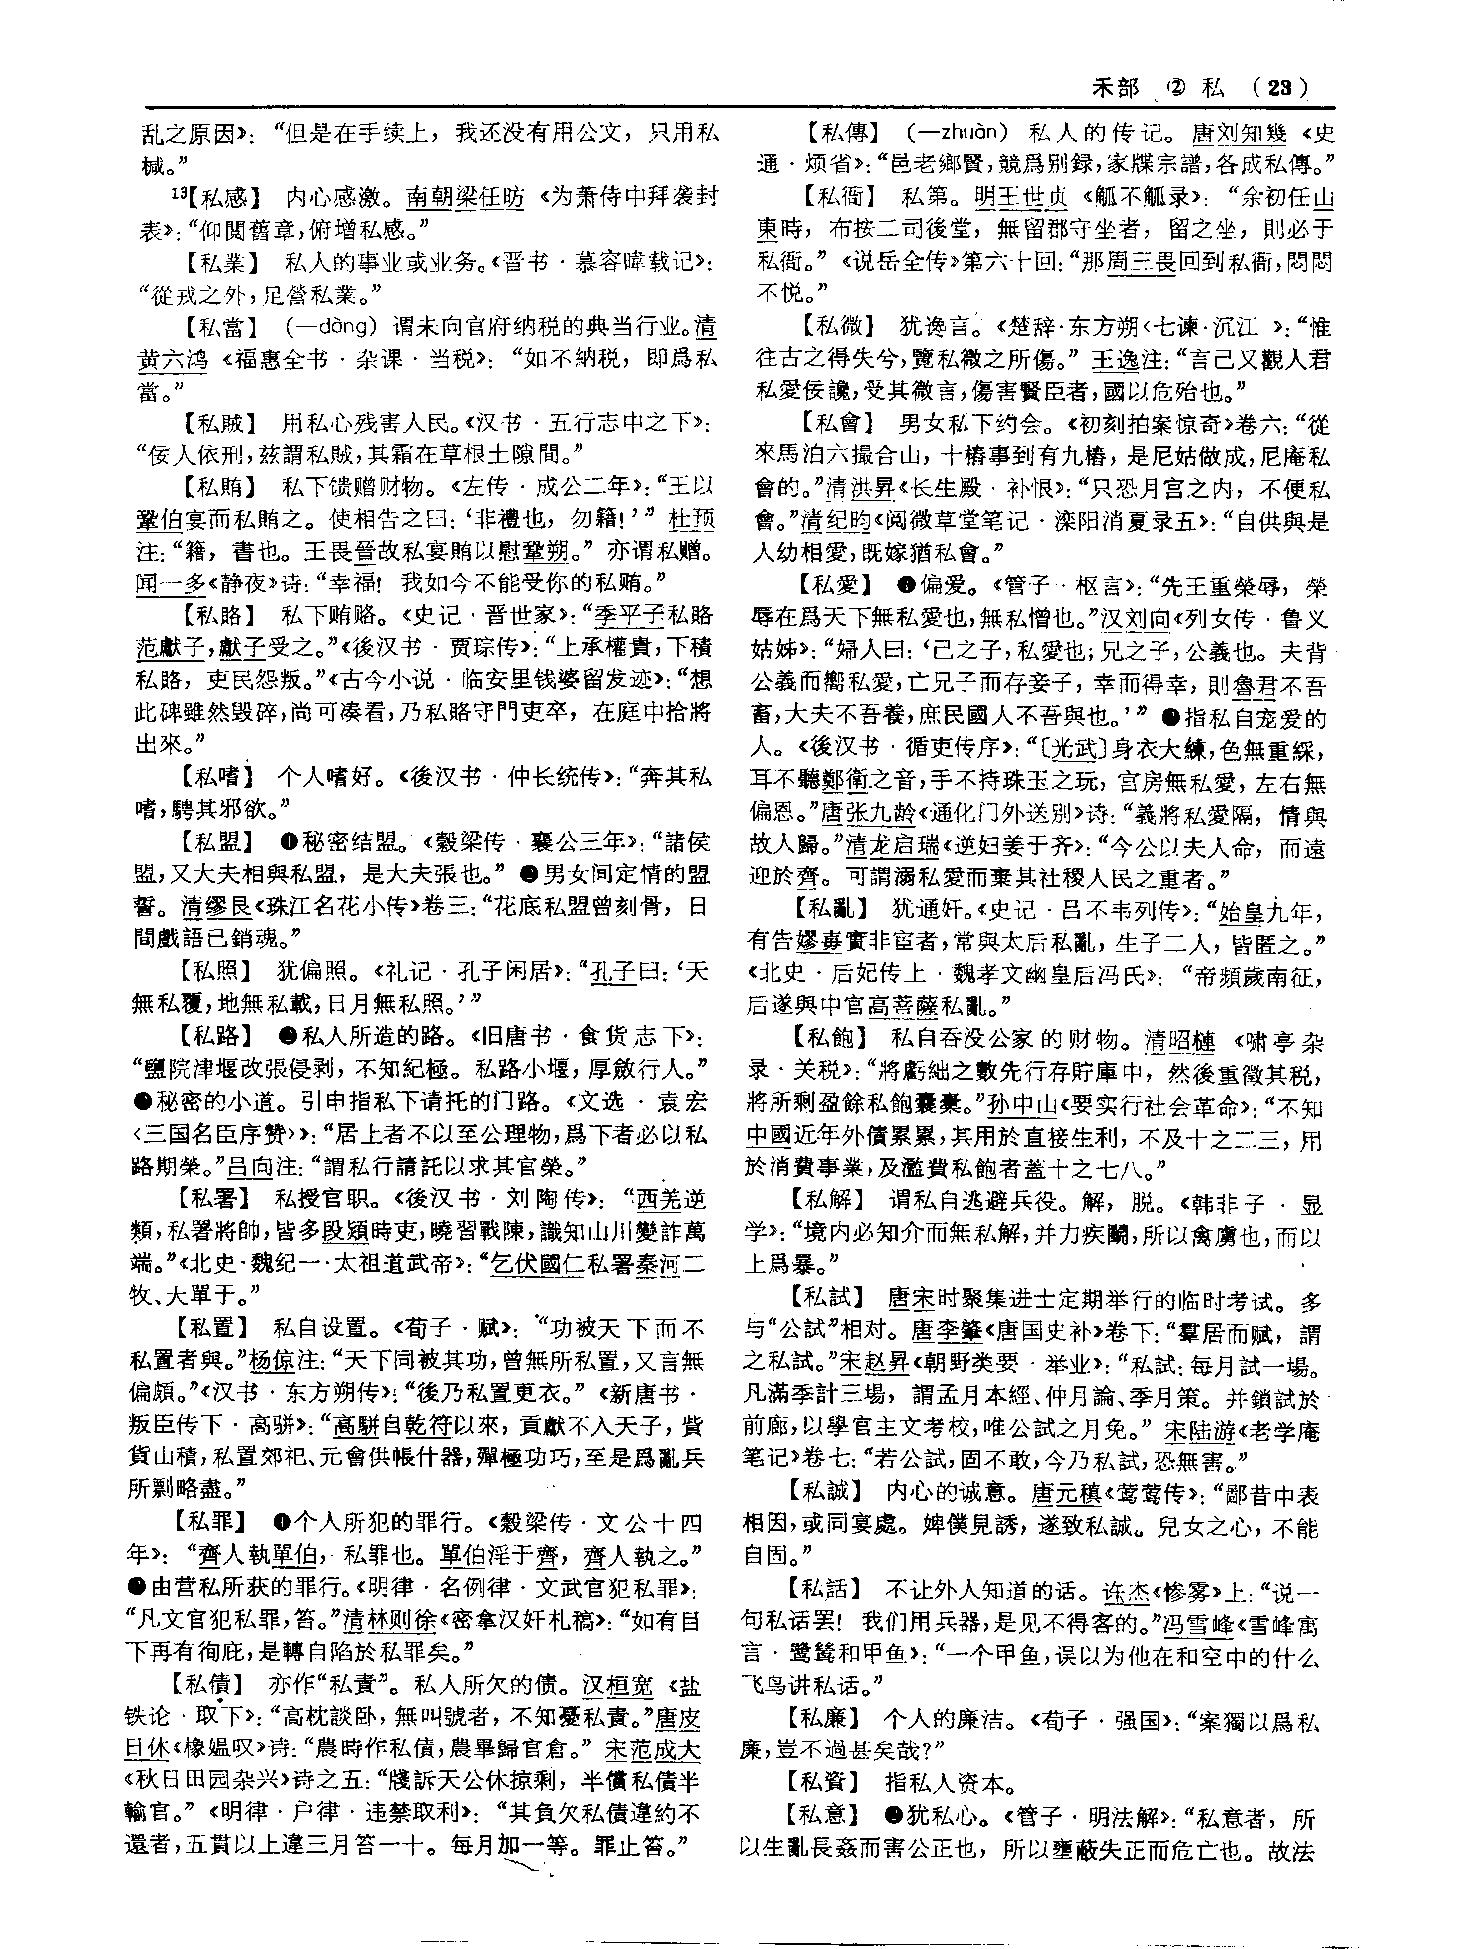 禾部 ② 私 （23）
乱之原因》：“但是在手续上，我还没有用公文，只用私
械。”
13【私感】 内心感激。南朝梁任昉《为萧侍中拜袭封
表》：“仰閲舊章，俯增私感。”
【私業】 私人的事业或业务。《晋书·慕容暐载记》：
“從戎之外，足營私業。”
【私當】 （—dàng）谓未向官府纳税的典当行业。清
黄六鸿《福惠全书·杂课·当税》：“如不納税，即爲私
當。”
【私賊】 用私心残害人民。《汉书·五行志中之下》：
“佞人依刑，兹謂私賊，其霜在草根土隙間。”
【私賄】 私下馈赠财物。《左传·成公二年》：“王以
鞏伯宴而私賄之。使相告之曰：‘非禮也，勿籍！’”杜预
注：“籍，書也。王畏晉故私宴賄以慰鞏朔。”亦谓私赠。
闻一多《静夜》诗：“幸福！我如今不能受你的私贿。”
【私賂】 私下贿赂。《史记·晋世家》：“季平子私賂
范獻子，獻子受之。”《後汉书·贾琮传》：“上承權貴，下積
私賂，吏民怨叛。”《古今小说·临安里钱婆留发迹》：“想
此碑雖然毁碎，尚可凑看，乃私賂守門吏卒，在庭中拾將
出來。”
【私嗜】 个人嗜好。《後汉书·仲长统传》：“奔其私
嗜，騁其邪欲。”
【私盟】 ❶秘密结盟。《穀梁传·襄公三年》：“諸侯
盟，又大夫相與私盟，是大夫張也。”❷男女间定情的盟
誓。清缪艮《珠江名花小传》卷三：“花底私盟曾刻骨，日
間戲語已銷魂。”
【私照】 犹偏照。《礼记·孔子闲居》：“孔子曰：‘天
無私覆，地無私載，日月無私照。’”
【私路】 ❶私人所造的路。《旧唐书·食货志下》：
“鹽院津堰改張侵剥，不知紀極。私路小堰，厚斂行人。”
❷秘密的小道。引申指私下请托的门路。《文选·袁宏
〈三国名臣序赞〉》：“居上者不以至公理物，爲下者必以私
路期榮。”吕向注：“謂私行請託以求其官榮。”
【私署】 私授官职。《後汉书·刘陶传》：“西羌逆
類，私署將帥，皆多段熲時吏，曉習戰陳，識知山川變詐萬
端。”《北史·魏纪一·太祖道武帝》：“乞伏國仁私署秦河二
牧、大單于。”
【私置】 私自设置。《荀子·赋》：“功被天下而不
私置者與。”杨倞注：“天下同被其功，曾無所私置，又言無
偏頗。”《汉书·东方朔传》：“後乃私置更衣。”《新唐书·
叛臣传下·高骈》：“高駢自乾符以來，貢獻不入天子，貲
貨山積，私置郊祀、元會供帳什器，殫極功巧，至是爲亂兵
所剽略盡。”
【私罪】 ❶个人所犯的罪行。《穀梁传·文公十四
年》：“齊人執單伯，私罪也。單伯淫于齊，齊人執之。”
❷由营私所获的罪行。《明律·名例律·文武官犯私罪》：
“凡文官犯私罪，笞。”清林则徐《密拿汉奸札稿》：“如有目
下再有徇庇，是轉自陷於私罪矣。”
【私債】 亦作“私責”。私人所欠的债。汉桓宽《盐
铁论·取下》：“高枕談卧，無叫號者，不知憂私責。”唐皮
日休《橡媪叹》诗：“農時作私債，農畢歸官倉。”宋范成大
《秋日田园杂兴》诗之五：“牋訴天公休掠剩，半償私債半
輸官。”《明律·户律·违禁取利》：“其負欠私債違約不
還者，五貫以上違三月笞一十。每月加一等。罪止笞。”
【私傳】 （—zhuàn）私人的传记。唐刘知幾《史
通·烦省》：“邑老鄉賢，競爲别録，家牒宗譜，各成私傳。”
【私衙】 私第。明王世贞《觚不觚录》：“余初任山
東時，布按二司後堂，無留郡守坐者，留之坐，則必于
私衙。”《说岳全传》第六十回：“那周三畏回到私衙，悶悶
不悦。”
【私微】 犹谗言。《楚辞·东方朔〈七谏·沉江〉》：“惟
往古之得失兮，覽私微之所傷。”王逸注：“言己又觀人君
私愛佞讒，受其微言，傷害賢臣者，國以危殆也。”
【私會】 男女私下约会。《初刻拍案惊奇》卷六：“從
來馬泊六撮合山，十樁事到有九樁，是尼姑做成，尼庵私
會的。”清洪昇《长生殿·补恨》：“只恐月宫之内，不便私
會。”清纪昀《阅微草堂笔记·滦阳消夏录五》：“自供與是
人幼相愛，既嫁猶私會。”
【私愛】 ❶偏爱。《管子·枢言》：“先王重榮辱，榮
辱在爲天下無私愛也，無私憎也。”汉刘向《列女传·鲁义
姑姊》：“婦人曰：‘己之子，私愛也；兄之子，公義也。夫背
公義而嚮私愛，亡兄子而存妾子，幸而得幸，則魯君不吾
畜，大夫不吾養，庶民國人不吾與也。’”❷指私自宠爱的
人。《後汉书·循吏传序》：“〔光武〕身衣大練，色無重綵，
耳不聽鄭衛之音，手不持珠玉之玩，宫房無私愛，左右無
偏恩。”唐张九龄《通化门外送别》诗：“義將私愛隔，情與
故人歸。”清龙启瑞《逆妇姜于齐》：“今公以夫人命，而遠
迎於齊。可謂溺私愛而棄其社稷人民之重者。”
【私亂】 犹通奸。《史记·吕不韦列传》：“始皇九年，
有告嫪毐實非宦者，常與太后私亂，生子二人，皆匿之。”
《北史·后妃传上·魏孝文幽皇后冯氏》：“帝頻歲南征，
后遂與中官高菩薩私亂。”
【私飽】 私自吞没公家的财物。清昭槤《啸亭杂
录·关税》：“將虧絀之數先行存貯庫中，然後重徵其税，
將所剩盈餘私飽囊橐。”孙中山《要实行社会革命》：“不知
中國近年外債累累，其用於直接生利，不及十之二三，用
於消費事業，及濫費私飽者蓋十之七八。”
【私解】 谓私自逃避兵役。解，脱。《韩非子·显
学》：“境内必知介而無私解，并力疾鬭，所以禽虜也，而以
上爲暴。”
【私試】 唐宋时聚集进士定期举行的临时考试。多
与“公試”相对。唐李肇《唐国史补》卷下：“羣居而赋，謂
之私試。”宋赵昇《朝野类要·举业》：“私試：每月試一場。
凡滿季計三場，謂孟月本經、仲月論、季月策。并鎖試於
前廊，以學官主文考校，唯公試之月免。”宋陆游《老学庵
笔记》卷七：“若公試，固不敢，今乃私試，恐無害。”
【私誠】 内心的诚意。唐元稹《莺莺传》：“鄙昔中表
相因，或同宴處。婢僕見誘，遂致私誠。兒女之心，不能
自固。”
【私話】 不让外人知道的话。许杰《惨雾》上：“说一
句私话罢！我们用兵器，是见不得客的。”冯雪峰《雪峰寓
言·鹭鸶和甲鱼》：“一个甲鱼，误以为他在和空中的什么
飞鸟讲私话。”
【私廉】 个人的廉洁。《荀子·强国》：“案獨以爲私
廉，豈不過甚矣哉？”
【私資】 指私人资本。
【私意】 ❶犹私心。《管子·明法解》：“私意者，所
以生亂長姦而害公正也，所以壅蔽失正而危亡也。故法